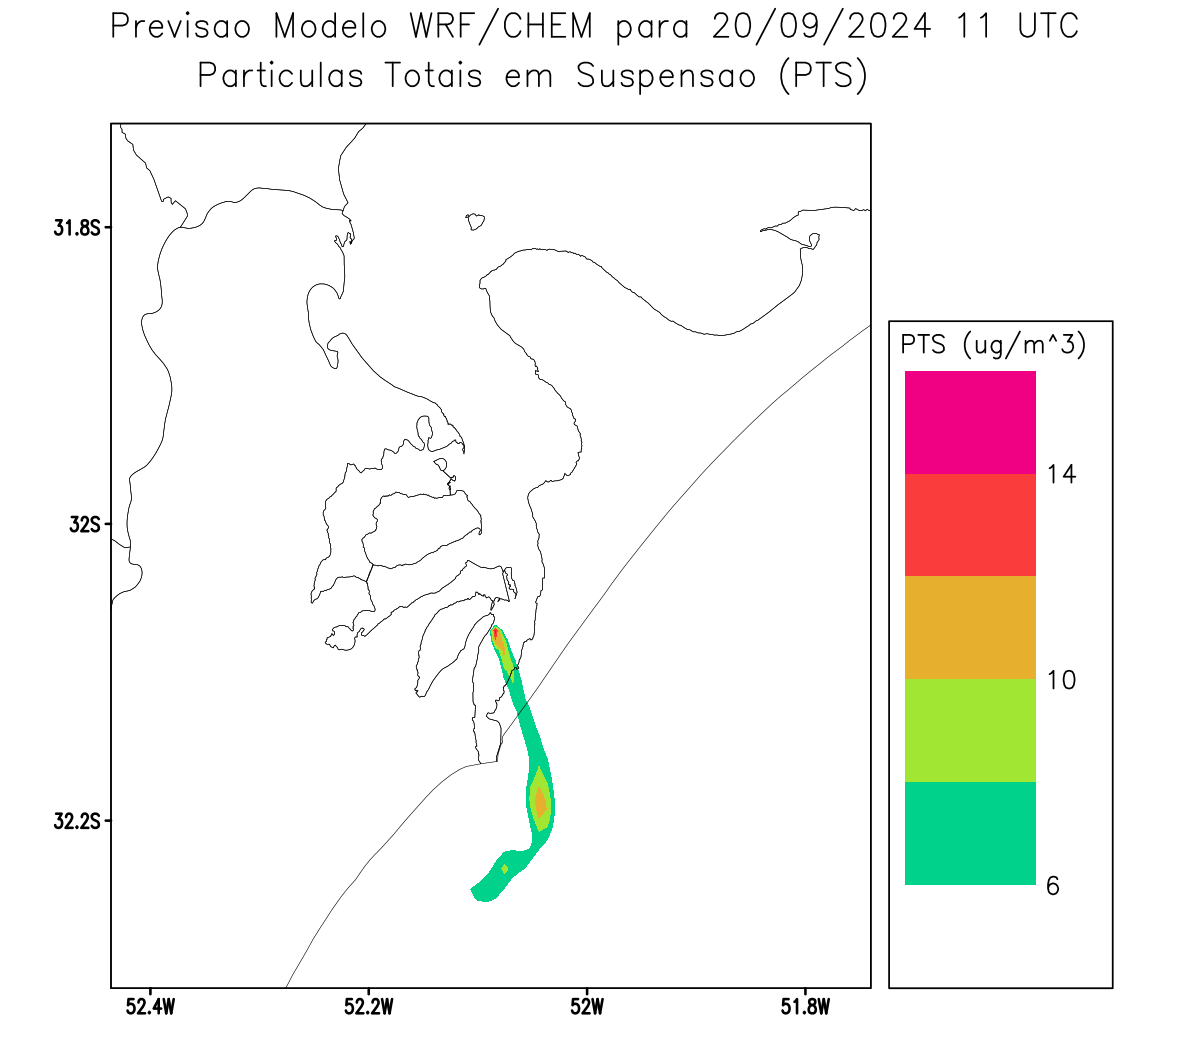 Previsao Modelo WRF/CHEM para 20/09/2024 11 UTC
Particulas Totais em Suspensao (PTS)
31.8S
32S
32.2S
52.4W
52.2W
52W
51.8W
PTS (ug/m^3)
14
10
6